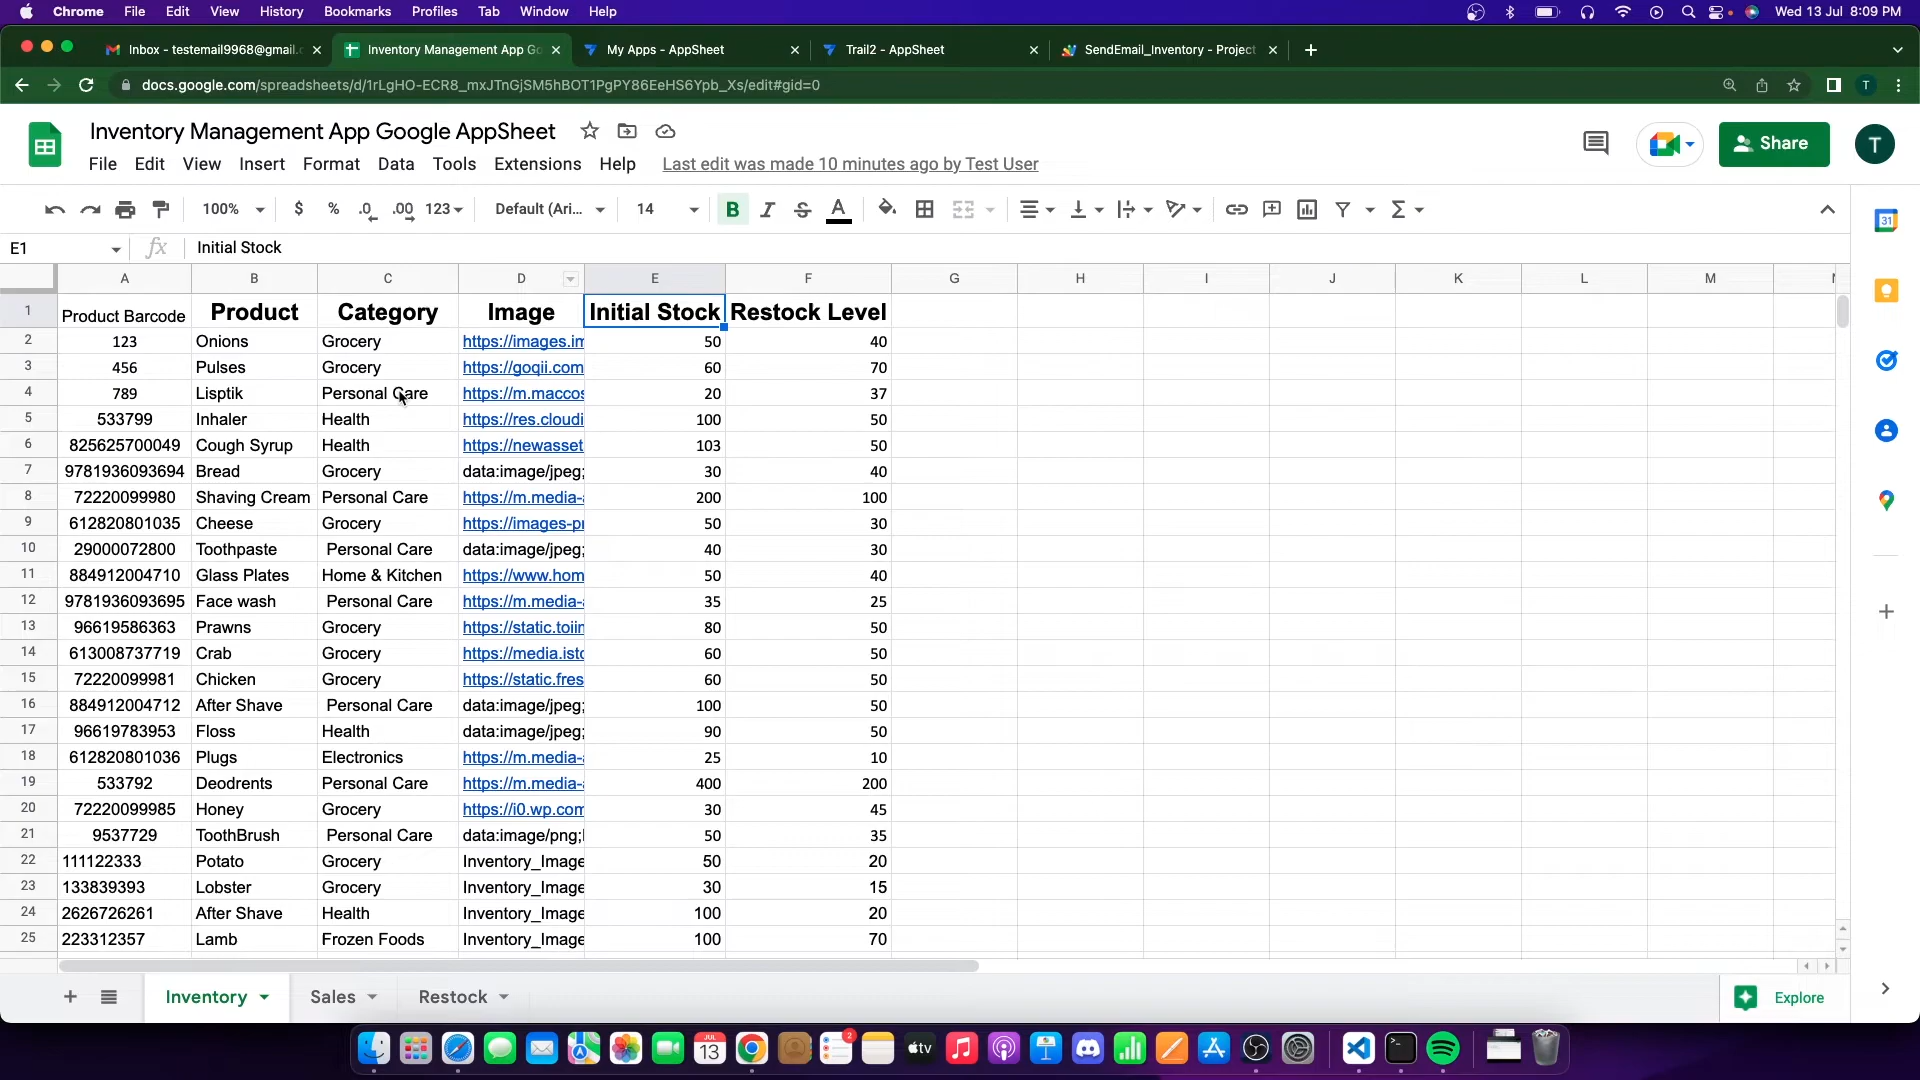 Chrome File Edit View History Bookmarks Profiles Tab Window Help Wed 13 Jul 8:09 PM
Inbox - testemail9968@gmail.c Inventory Management App Go My Apps - AppSheet Trail2 - AppSheet SendEmail_Inventory - Project
docs.google.com/spreadsheets/d/1rLgHO-ECR8_mxJTnGjSM5hBOT1PgPY86EeHS6Ypb_Xs/edit#gid=0 T
Inventory Management App Google AppSheet Share T
File Edit View Insert Format Data Tools Extensions Help Last edit was made 10 minutes ago by Test User
100% $ % .0 .00 123 Default (Ari... 14 B I S A Σ
E1 fx Initial Stock 31
A B C D E F G H I J K L M
1 Product Barcode Product Category Image Initial Stock Restock Level
2 123 Onions Grocery https://images.im 50 40
3 456 Pulses Grocery https://goqii.com 60 70
4 789 Lisptik Personal Care https://m.maccos 20 37
5 533799 Inhaler Health https://res.cloudi 100 50
6 825625700049 Cough Syrup Health https://newasset 103 50
7 9781936093694 Bread Grocery data:image/jpeg; 30 40
8 72220099980 Shaving Cream Personal Care https://m.media- 200 100
9 612820801035 Cheese Grocery https://images-pr 50 30
10 29000072800 Toothpaste Personal Care data:image/jpeg; 40 30
11 884912004710 Glass Plates Home & Kitchen https://www.hom 50 40
12 9781936093695 Face wash Personal Care https://m.media- 35 25
13 96619586363 Prawns Grocery https://static.toiin 80 50
14 613008737719 Crab Grocery https://media.isto 60 50
15 72220099981 Chicken Grocery https://static.fres 60 50
16 884912004712 After Shave Personal Care data:image/jpeg; 100 50
17 96619783953 Floss Health data:image/jpeg; 90 50
18 612820801036 Plugs Electronics https://m.media- 25 10
19 533792 Deodrents Personal Care https://m.media- 400 200
20 72220099985 Honey Grocery https://i0.wp.com 30 45
21 9537729 ToothBrush Personal Care data:image/png; 50 35
22 111122333 Potato Grocery Inventory_Image 50 20
23 133839393 Lobster Grocery Inventory_Image 30 15
24 2626726261 After Shave Health Inventory_Image 100 20
25 223312357 Lamb Frozen Foods Inventory_Image 100 70
Inventory Sales Restock Explore
JUL 13 2 tv